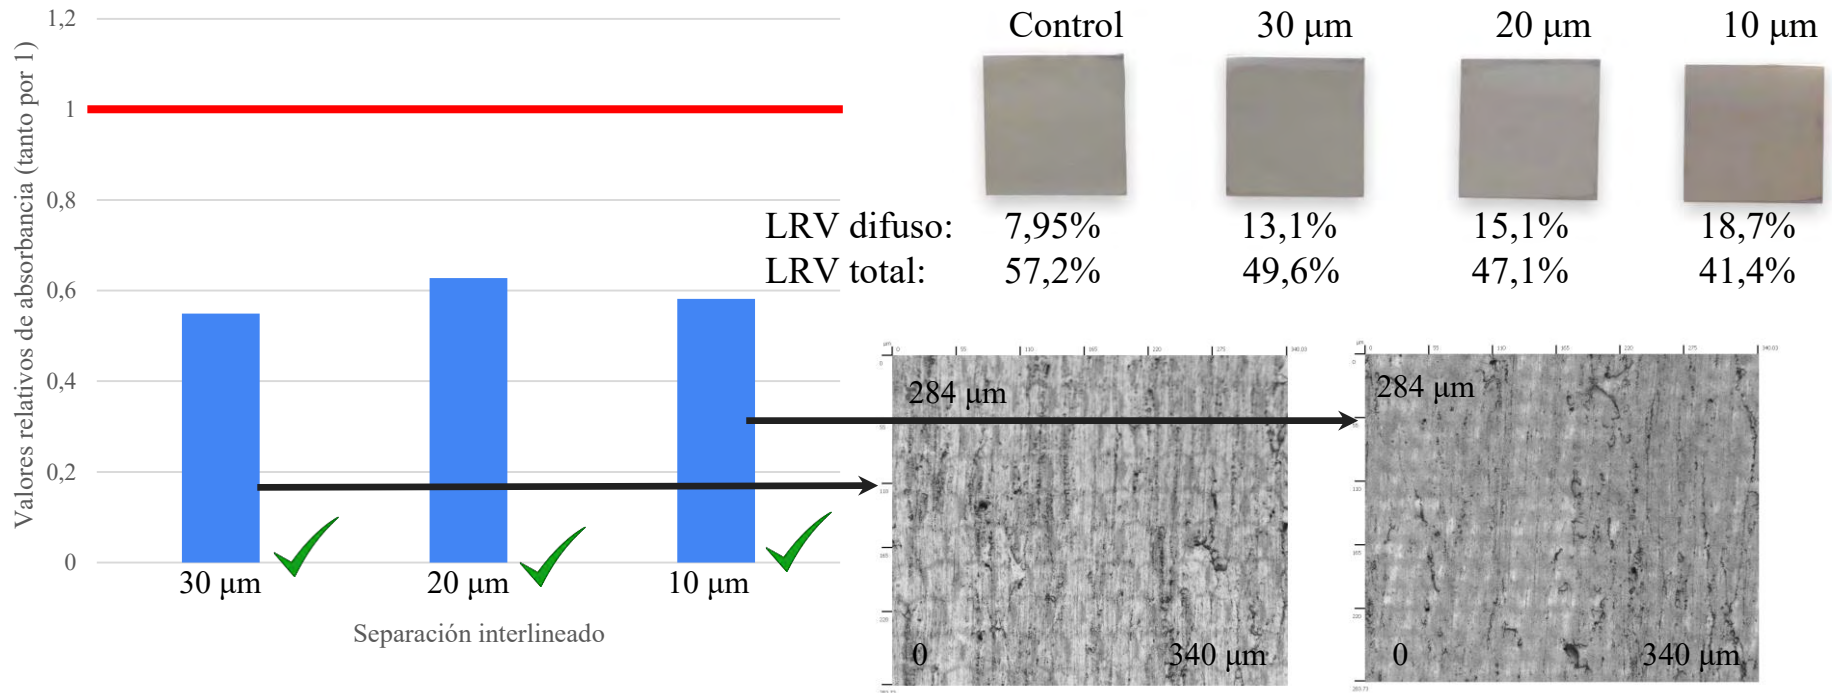 1,2
1
0,8
0,6
0,4
0,2
0
Valores relativos de absorbancia (tanto por 1)
30 μm
20 μm
10 μm
Separación interlineado
Control 30 μm 20 μm 10 μm
LRV difuso: 7,95% 13,1% 15,1% 18,7%
LRV total: 57,2% 49,6% 47,1% 41,4%
284 μm
0 340 μm
284 μm
0 340 μm